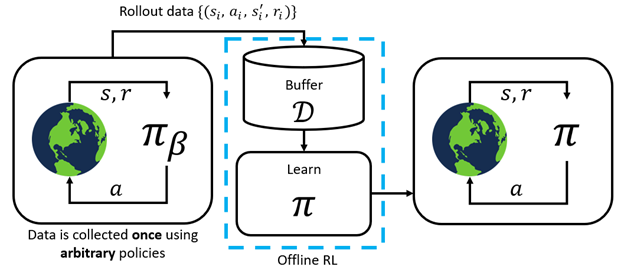 Rollout data {(sᵢ, aᵢ, sᵢ′, rᵢ)}
s, r
π_β
a
Data is collected once using
arbitrary policies
Buffer
𝒟
Learn
π
Offline RL
s, r
π
a